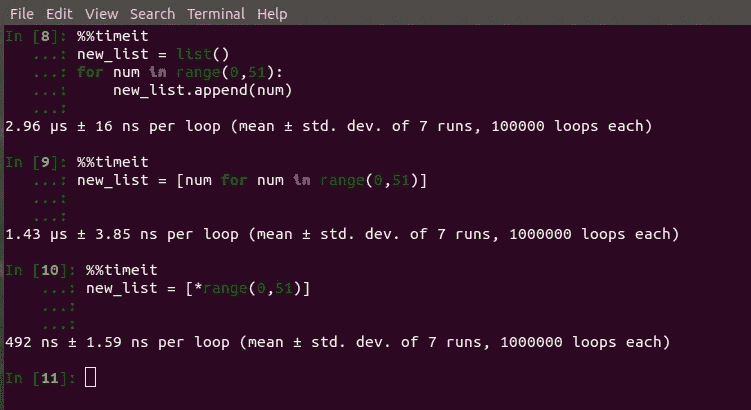 File Edit View Search Terminal Help
In [8]: %%timeit
   ...: new_list = list()
   ...: for num in range(0,51):
   ...:     new_list.append(num)
   ...:
2.96 µs ± 16 ns per loop (mean ± std. dev. of 7 runs, 100000 loops each)
In [9]: %%timeit
   ...: new_list = [num for num in range(0,51)]
   ...:
   ...:
1.43 µs ± 3.85 ns per loop (mean ± std. dev. of 7 runs, 1000000 loops each)
In [10]: %%timeit
    ...: new_list = [*range(0,51)]
    ...:
    ...:
492 ns ± 1.59 ns per loop (mean ± std. dev. of 7 runs, 1000000 loops each)
In [11]: